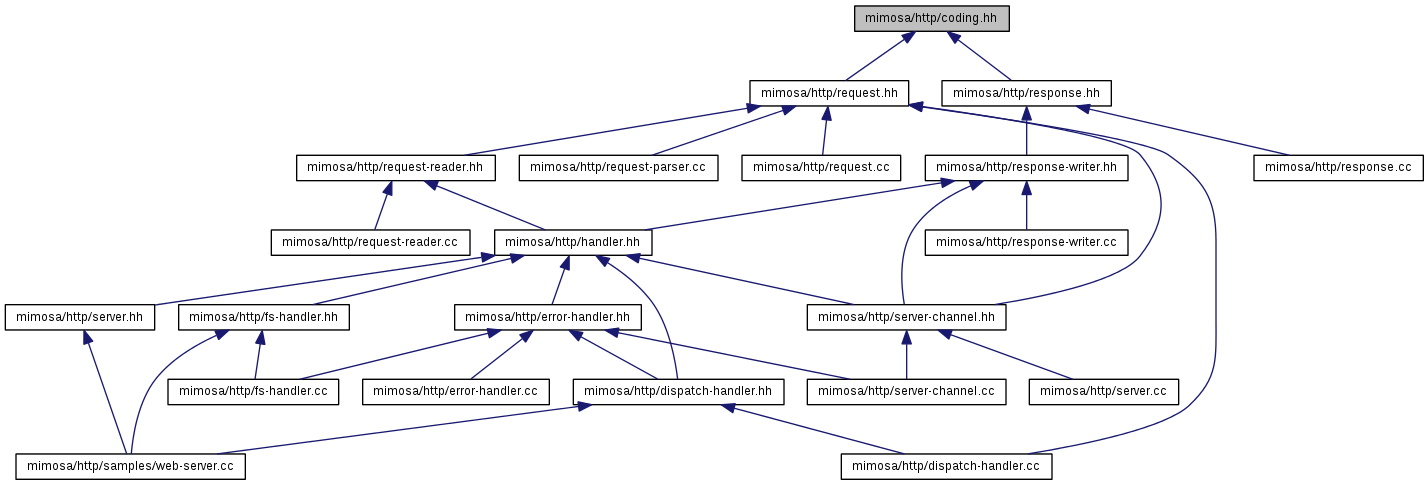 mimosa/http/coding.hh
mimosa/http/request.hh
mimosa/http/response.hh
mimosa/http/request-reader.hh
mimosa/http/request-parser.cc
mimosa/http/request.cc
mimosa/http/response-writer.hh
mimosa/http/response.cc
mimosa/http/request-reader.cc
mimosa/http/handler.hh
mimosa/http/response-writer.cc
mimosa/http/server.hh
mimosa/http/fs-handler.hh
mimosa/http/error-handler.hh
mimosa/http/server-channel.hh
mimosa/http/fs-handler.cc
mimosa/http/error-handler.cc
mimosa/http/dispatch-handler.hh
mimosa/http/server-channel.cc
mimosa/http/server.cc
mimosa/http/samples/web-server.cc
mimosa/http/dispatch-handler.cc